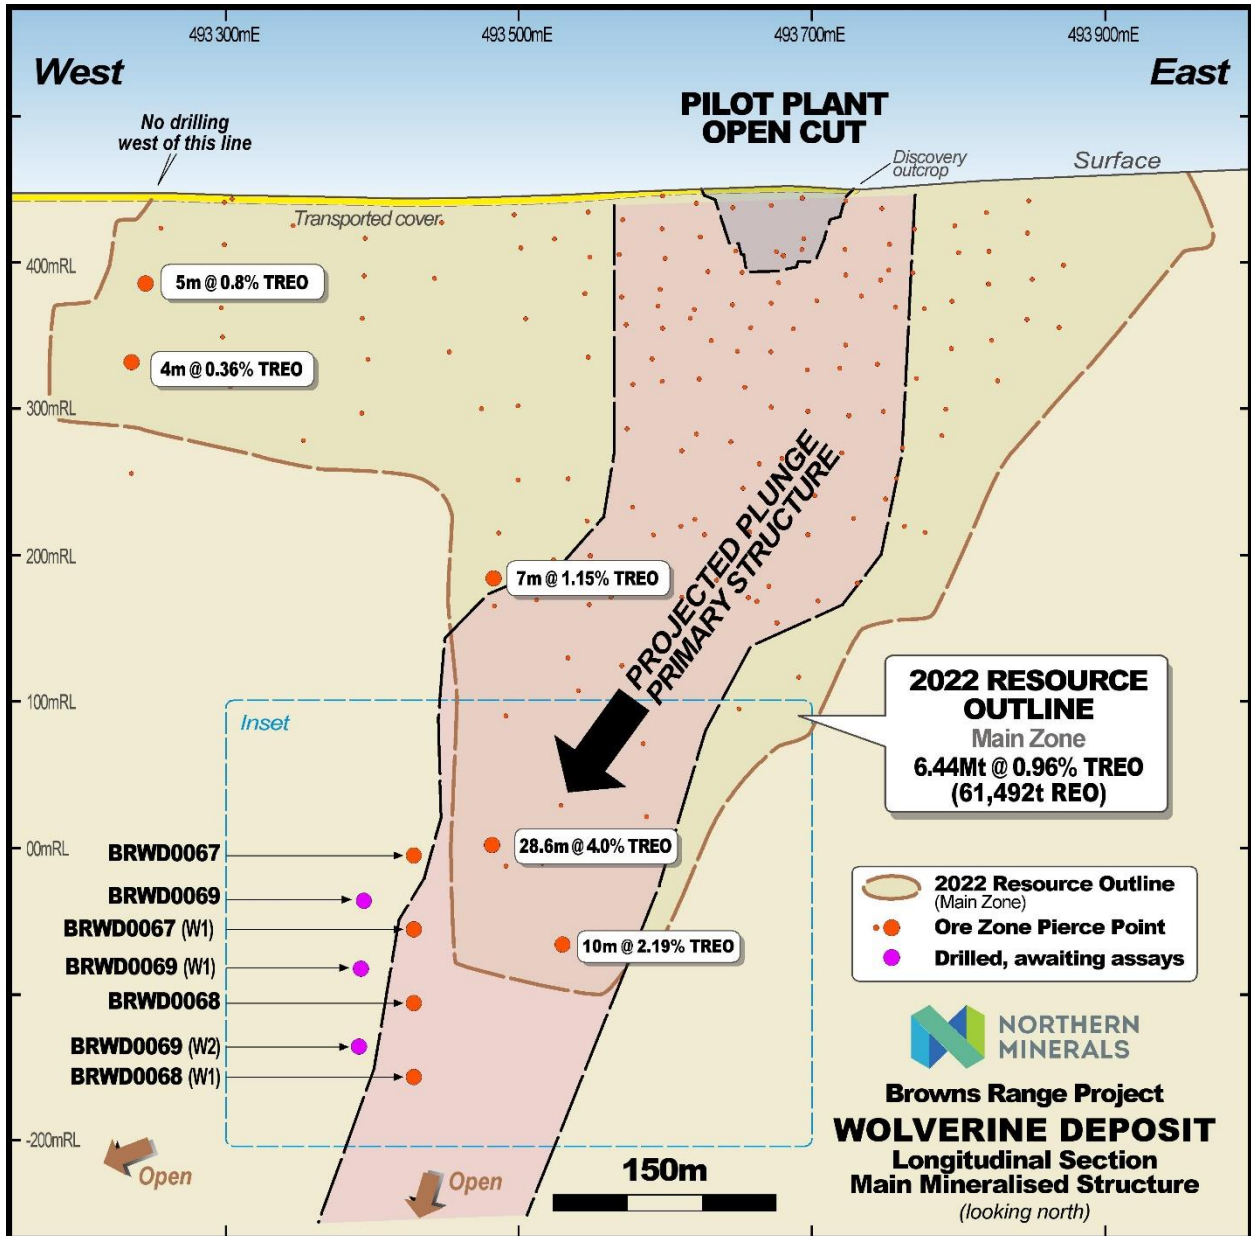 493 300mE
493 500mE
493 700mE
493 900mE
West
East
PILOT PLANT
OPEN CUT
No drilling
west of this line
Discovery
outcrop
Surface
Transported cover
400mRL
5m @ 0.8% TREO
4m @ 0.36% TREO
300mRL
PROJECTED PLUNGE
PRIMARY STRUCTURE
200mRL
7m @ 1.15% TREO
100mRL
Inset
2022 RESOURCE
OUTLINE
Main Zone
6.44Mt @ 0.96% TREO
(61,492t REO)
00mRL
28.6m @ 4.0% TREO
10m @ 2.19% TREO
BRWD0067
BRWD0069
BRWD0067 (W1)
BRWD0069 (W1)
BRWD0068
BRWD0069 (W2)
BRWD0068 (W1)
2022 Resource Outline
(Main Zone)
Ore Zone Pierce Point
Drilled, awaiting assays
NORTHERN
MINERALS
-200mRL
Open
Open
150m
Browns Range Project
WOLVERINE DEPOSIT
Longitudinal Section
Main Mineralised Structure
(looking north)